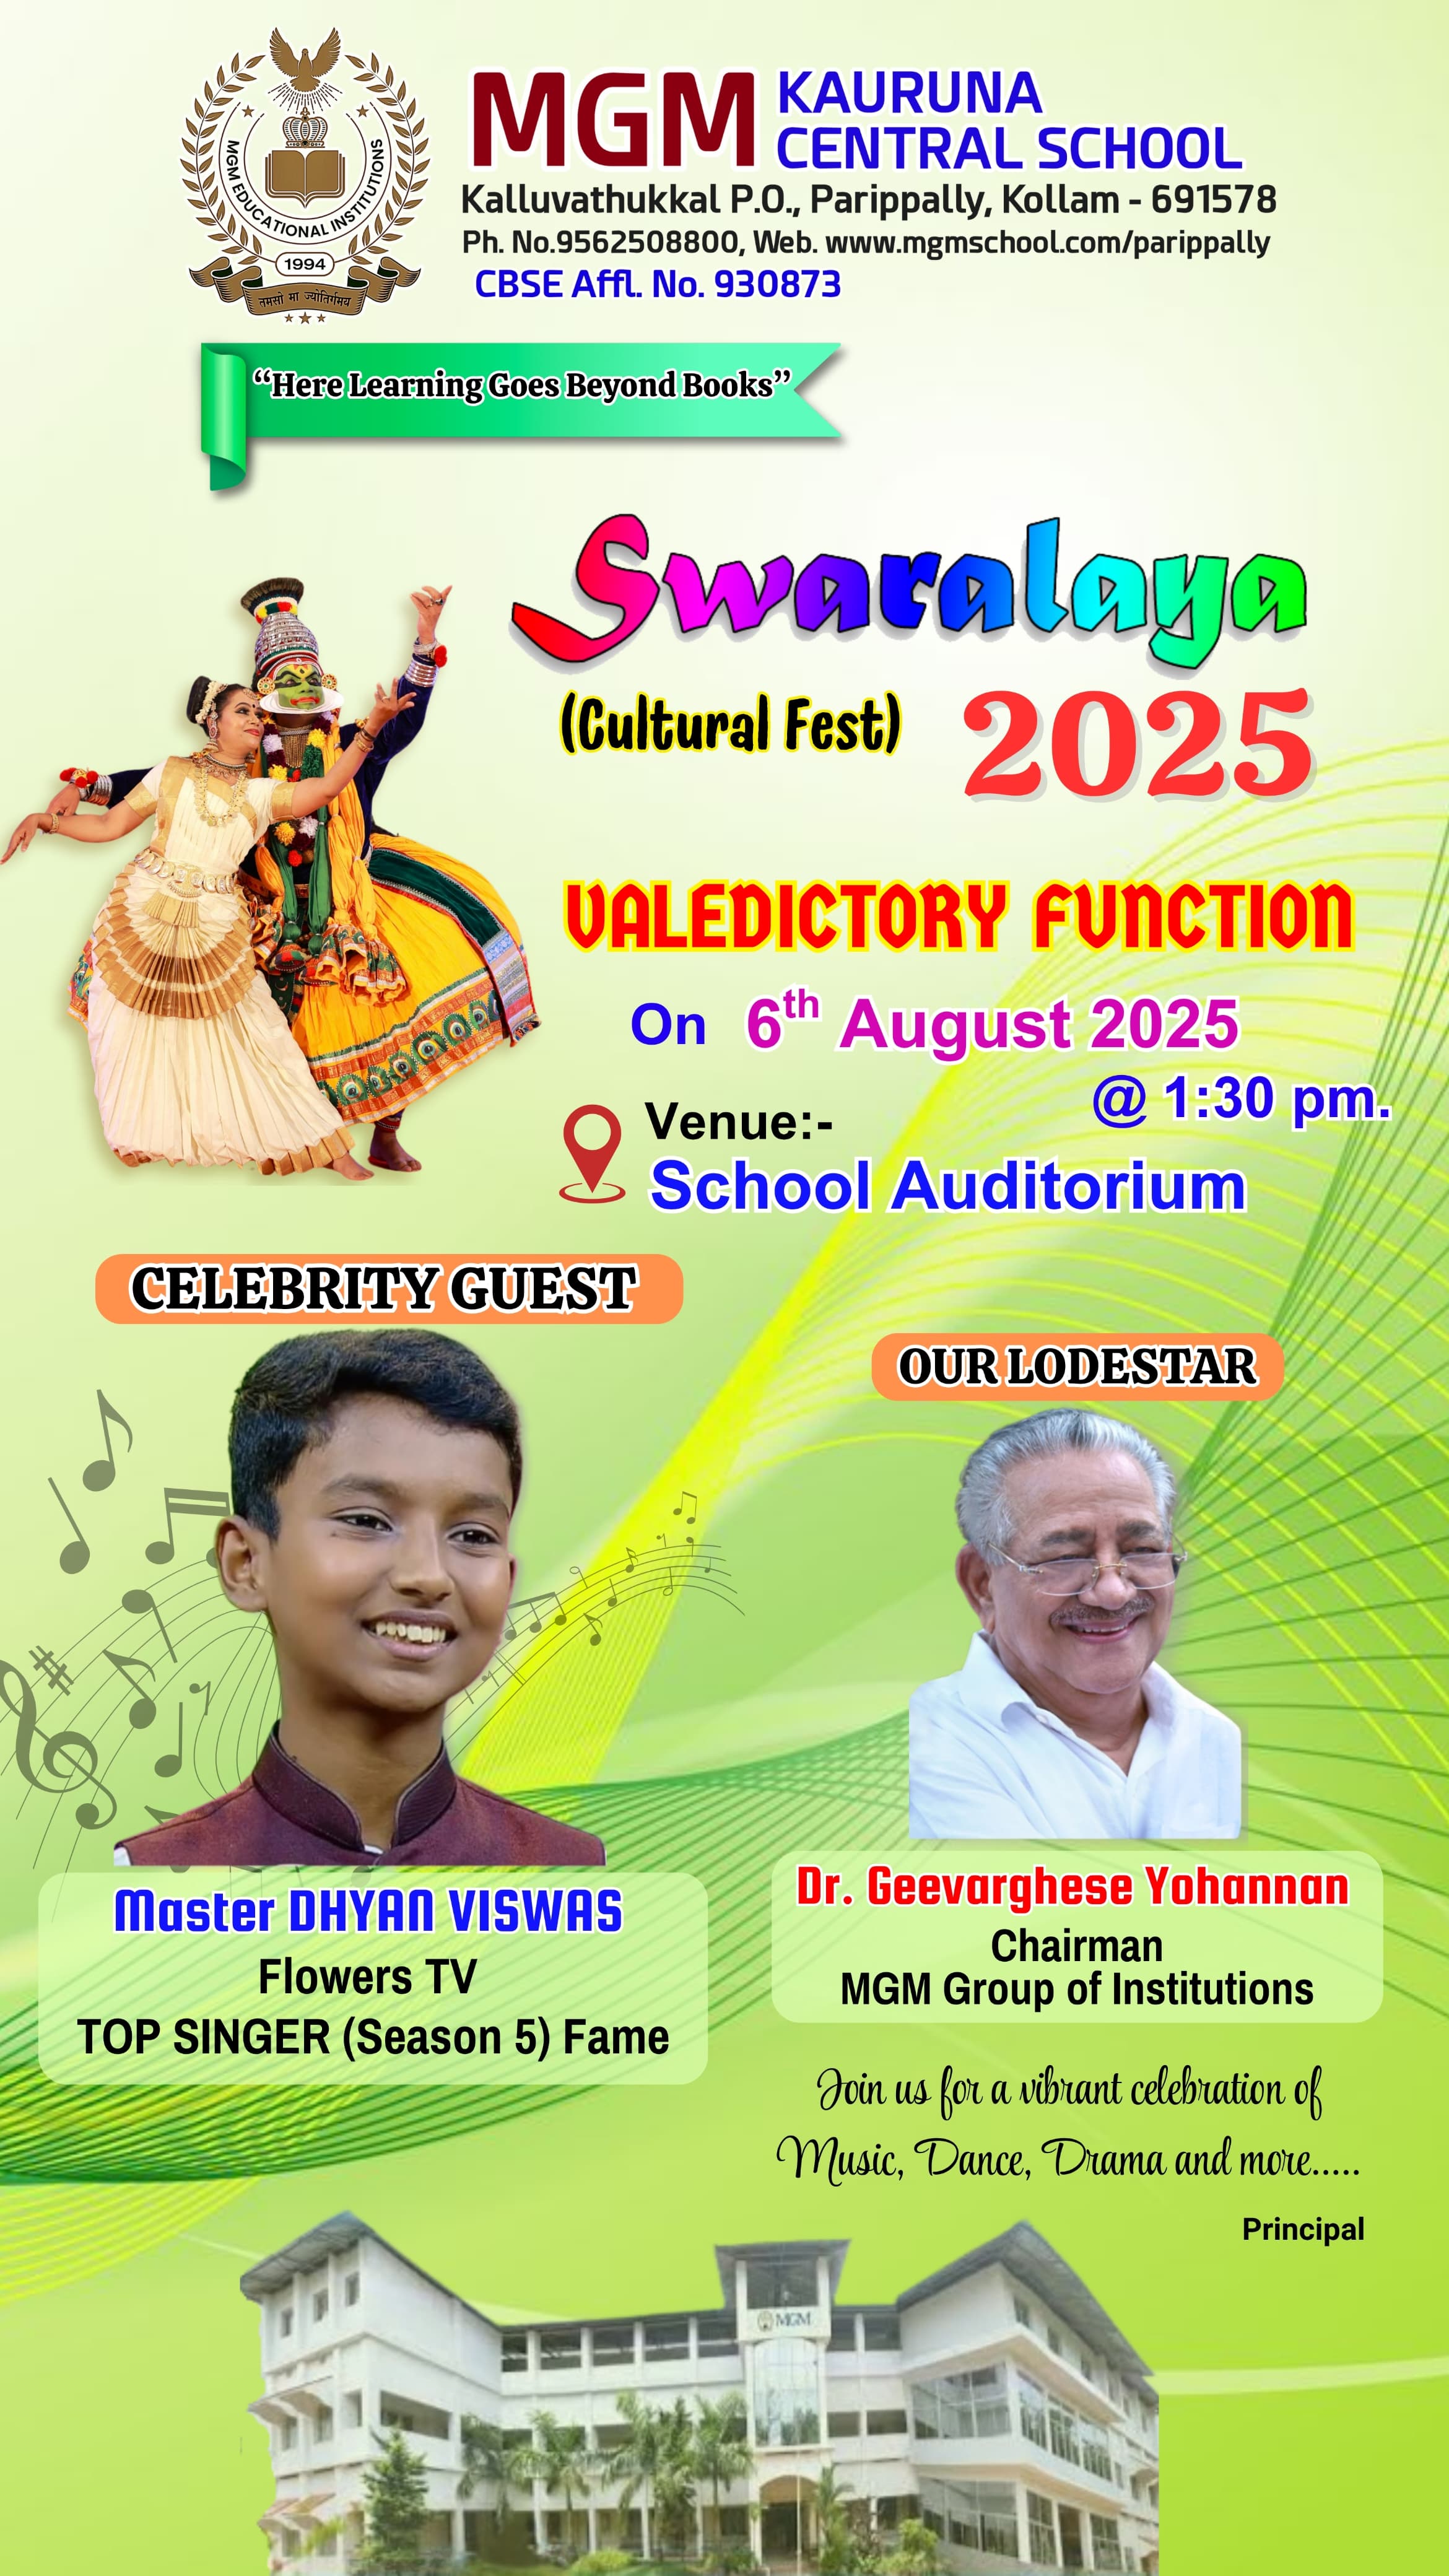 MGM EDUCATIONAL INSTITUTIONS
1994
तमसो मा ज्योतिर्गमय
MGM KAURUNA
CENTRAL SCHOOL
Kalluvathukkal P.O., Parippally, Kollam - 691578
Ph. No.9562508800, Web. www.mgmschool.com/parippally
CBSE Affl. No. 930873
“Here Learning Goes Beyond Books”
Swaralaya
(Cultural Fest) 2025
VALEDICTORY FUNCTION
On 6th August 2025
@ 1:30 pm.
Venue:-
School Auditorium
CELEBRITY GUEST
OUR LODESTAR
Master DHYAN VISWAS
Flowers TV
TOP SINGER (Season 5) Fame
Dr. Geevarghese Yohannan
Chairman
MGM Group of Institutions
Join us for a vibrant celebration of
Music, Dance, Drama and more.....
Principal
MGM